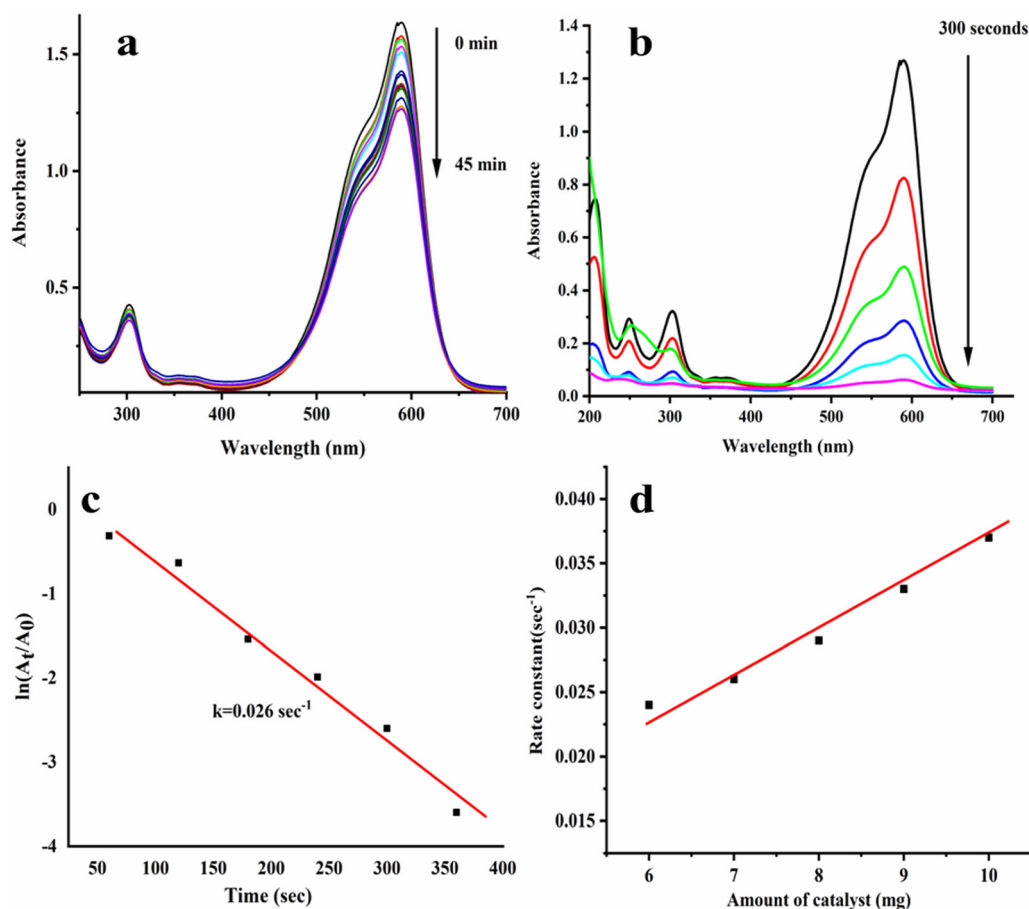 a
0 min
45 min
Absorbance
1.5
1.0
0.5
300
400
500
600
700
Wavelength (nm)
b
300 seconds
Absorbance
1.4
1.2
1.0
0.8
0.6
0.4
0.2
0.0
200
300
400
500
600
700
Wavelength (nm)
c
ln(At/A0)
0
-1
-2
-3
-4
k=0.026 sec⁻¹
50
100
150
200
250
300
350
400
Time (sec)
d
Rate constant(sec⁻¹)
0.040
0.035
0.030
0.025
0.020
0.015
6
7
8
9
10
Amount of catalyst (mg)